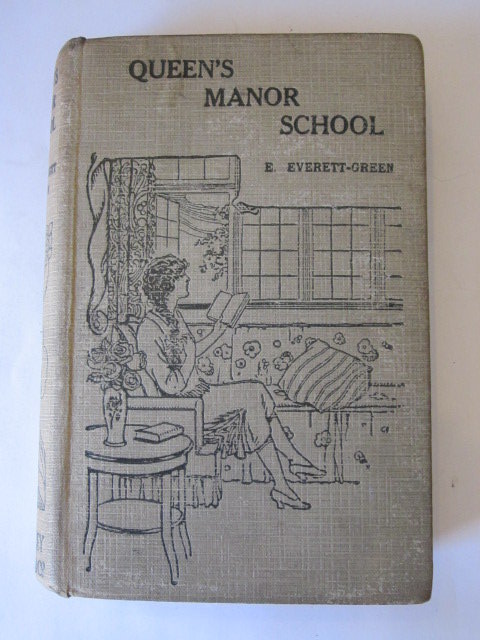 QUEEN'S
MANOR
SCHOOL
E. EVERETT-GREEN